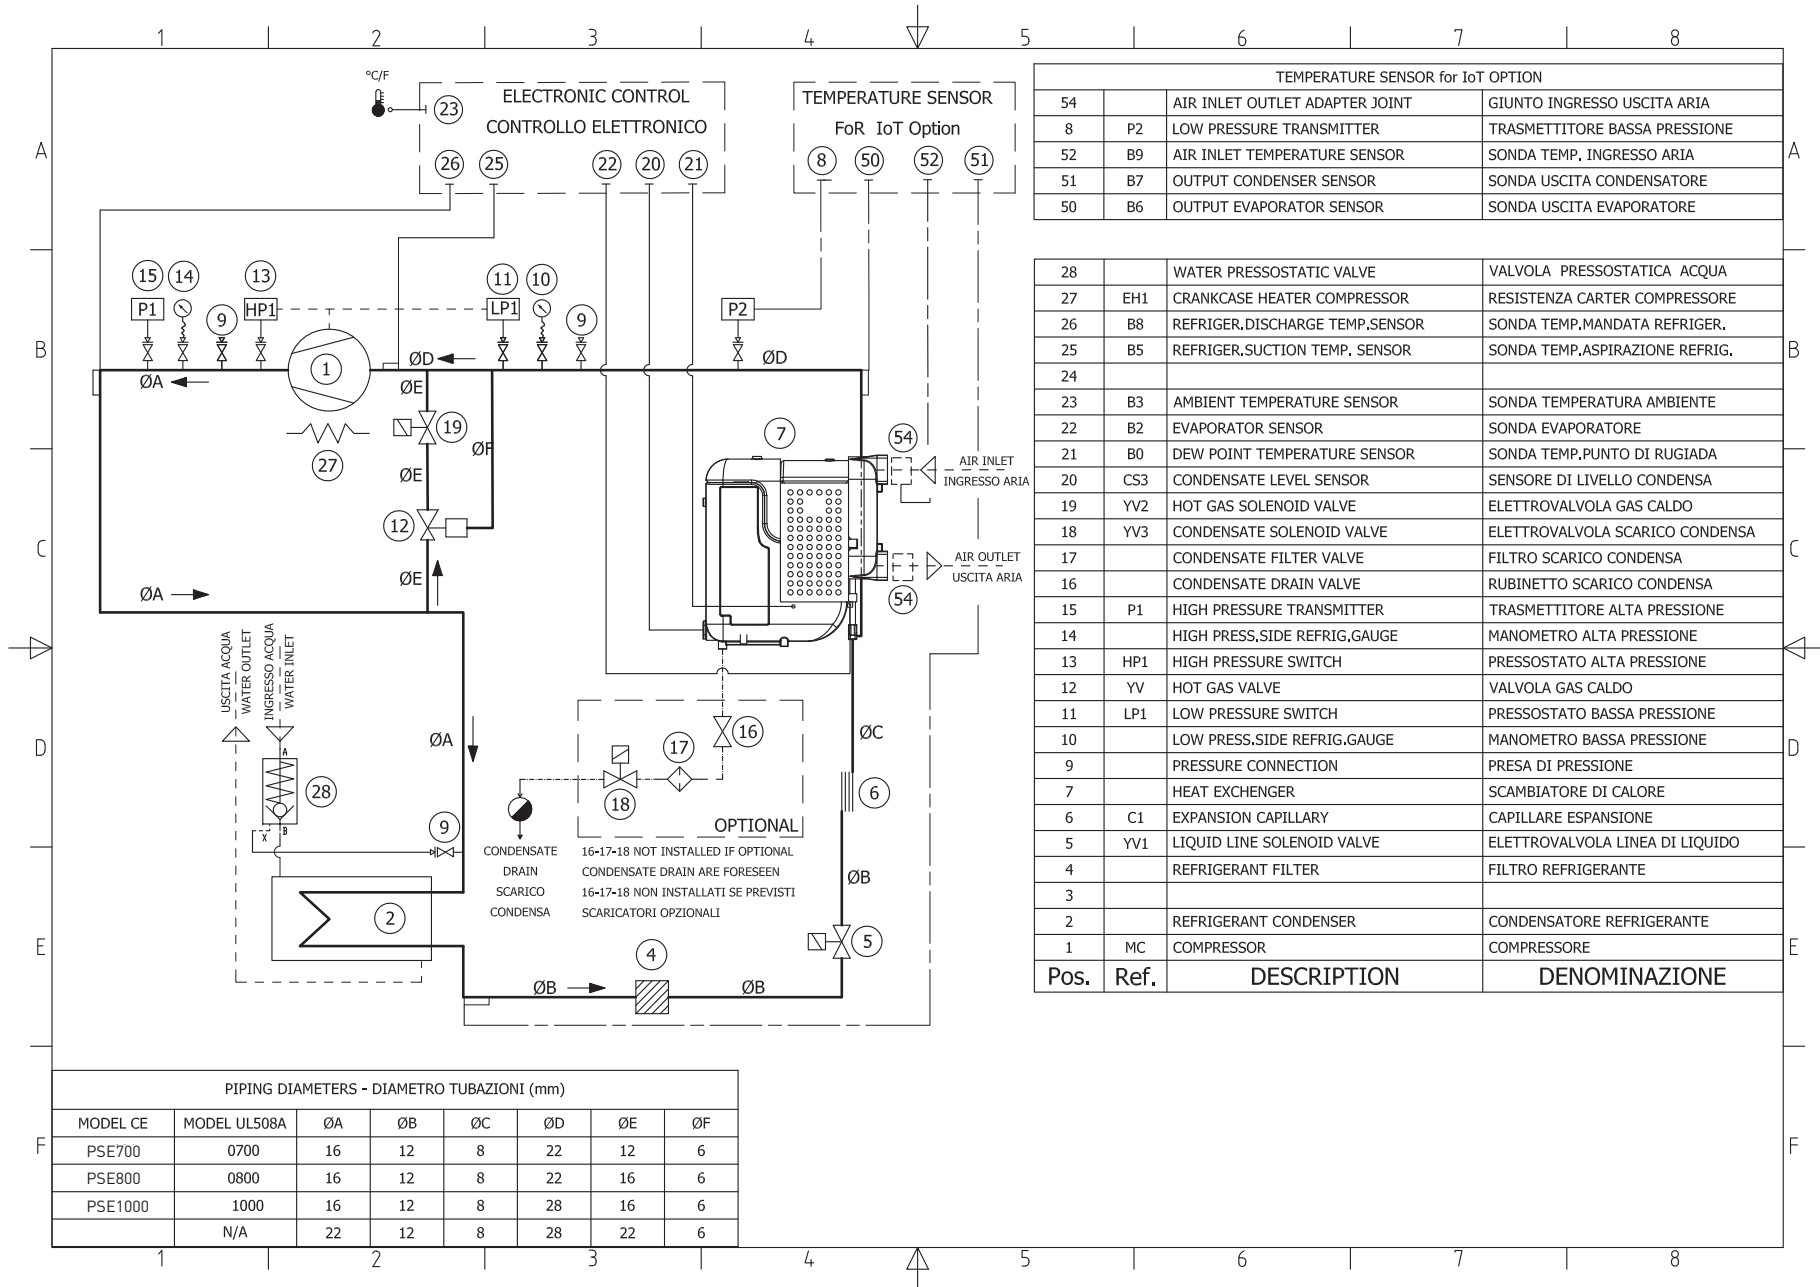 1 2 3 4 5 6 7 8
A
B
C
D
E
F
A
B
C
D
E
F
1 2 3 4 5 6 7 8
°C/F
23
ELECTRONIC CONTROL
CONTROLLO ELETTRONICO
26 25 22 20 21
TEMPERATURE SENSOR
FoR IoT Option
8 50 52 51
15 14 13 11 10
P1 9 HP1 LP1 9 P2
1
ØD ØD
ØA
ØE
19
27
ØF
7
54
AIR INLET
INGRESSO ARIA
ØE
12
AIR OUTLET
USCITA ARIA
54
ØE
ØA
USCITA ACQUA
WATER OUTLET
INGRESSO ACQUA
WATER INLET
A
28
X B
ØA
9
2
16
17
18
OPTIONAL
CONDENSATE
DRAIN
SCARICO
CONDENSA
16-17-18 NOT INSTALLED IF OPTIONAL
CONDENSATE DRAIN ARE FORESEEN
16-17-18 NON INSTALLATI SE PREVISTI
SCARICATORI OPZIONALI
ØC
6
ØB
5
4
ØB ØB
TEMPERATURE SENSOR for IoT OPTION
54 AIR INLET OUTLET ADAPTER JOINT GIUNTO INGRESSO USCITA ARIA
8 P2 LOW PRESSURE TRANSMITTER TRASMETTITORE BASSA PRESSIONE
52 B9 AIR INLET TEMPERATURE SENSOR SONDA TEMP. INGRESSO ARIA
51 B7 OUTPUT CONDENSER SENSOR SONDA USCITA CONDENSATORE
50 B6 OUTPUT EVAPORATOR SENSOR SONDA USCITA EVAPORATORE
28 WATER PRESSOSTATIC VALVE VALVOLA PRESSOSTATICA ACQUA
27 EH1 CRANKCASE HEATER COMPRESSOR RESISTENZA CARTER COMPRESSORE
26 B8 REFRIGER.DISCHARGE TEMP.SENSOR SONDA TEMP.MANDATA REFRIGER.
25 B5 REFRIGER.SUCTION TEMP. SENSOR SONDA TEMP.ASPIRAZIONE REFRIG.
24
23 B3 AMBIENT TEMPERATURE SENSOR SONDA TEMPERATURA AMBIENTE
22 B2 EVAPORATOR SENSOR SONDA EVAPORATORE
21 B0 DEW POINT TEMPERATURE SENSOR SONDA TEMP.PUNTO DI RUGIADA
20 CS3 CONDENSATE LEVEL SENSOR SENSORE DI LIVELLO CONDENSA
19 YV2 HOT GAS SOLENOID VALVE ELETTROVALVOLA GAS CALDO
18 YV3 CONDENSATE SOLENOID VALVE ELETTROVALVOLA SCARICO CONDENSA
17 CONDENSATE FILTER VALVE FILTRO SCARICO CONDENSA
16 CONDENSATE DRAIN VALVE RUBINETTO SCARICO CONDENSA
15 P1 HIGH PRESSURE TRANSMITTER TRASMETTITORE ALTA PRESSIONE
14 HIGH PRESS.SIDE REFRIG.GAUGE MANOMETRO ALTA PRESSIONE
13 HP1 HIGH PRESSURE SWITCH PRESSOSTATO ALTA PRESSIONE
12 YV HOT GAS VALVE VALVOLA GAS CALDO
11 LP1 LOW PRESSURE SWITCH PRESSOSTATO BASSA PRESSIONE
10 LOW PRESS.SIDE REFRIG.GAUGE MANOMETRO BASSA PRESSIONE
9 PRESSURE CONNECTION PRESA DI PRESSIONE
7 HEAT EXCHENGER SCAMBIATORE DI CALORE
6 C1 EXPANSION CAPILLARY CAPILLARE ESPANSIONE
5 YV1 LIQUID LINE SOLENOID VALVE ELETTROVALVOLA LINEA DI LIQUIDO
4 REFRIGERANT FILTER FILTRO REFRIGERANTE
3
2 REFRIGERANT CONDENSER CONDENSATORE REFRIGERANTE
1 MC COMPRESSOR COMPRESSORE
Pos. Ref. DESCRIPTION DENOMINAZIONE
PIPING DIAMETERS - DIAMETRO TUBAZIONI (mm)
MODEL CE MODEL UL508A ØA ØB ØC ØD ØE ØF
PSE700 0700 16 12 8 22 12 6
PSE800 0800 16 12 8 22 16 6
PSE1000 1000 16 12 8 28 16 6
N/A 22 12 8 28 22 6